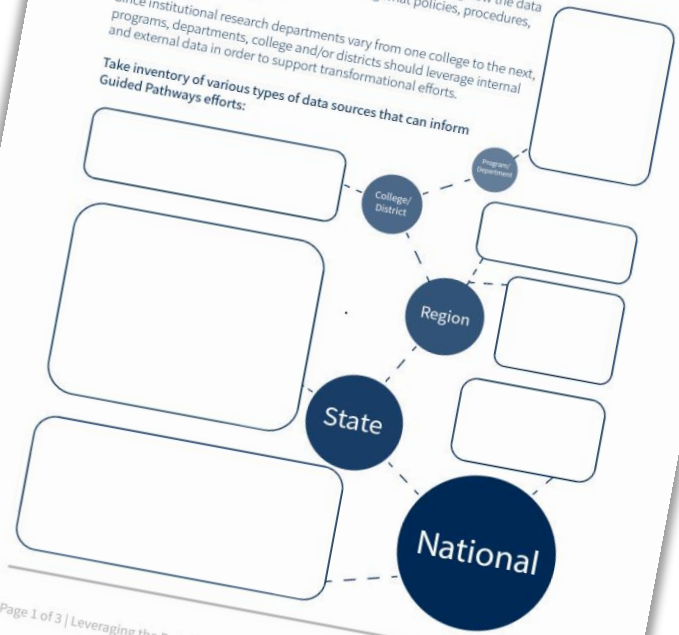 the data
policies, procedures,
institutional research departments vary from one college to the next,
programs, departments, college and/or districts should leverage internal
and external data in order to support transformational efforts.
Take inventory of various types of data sources that can inform
Guided Pathways efforts:
Program/
Department
College/
District
Region
State
National
Page 1 of 3 | Leveraging the